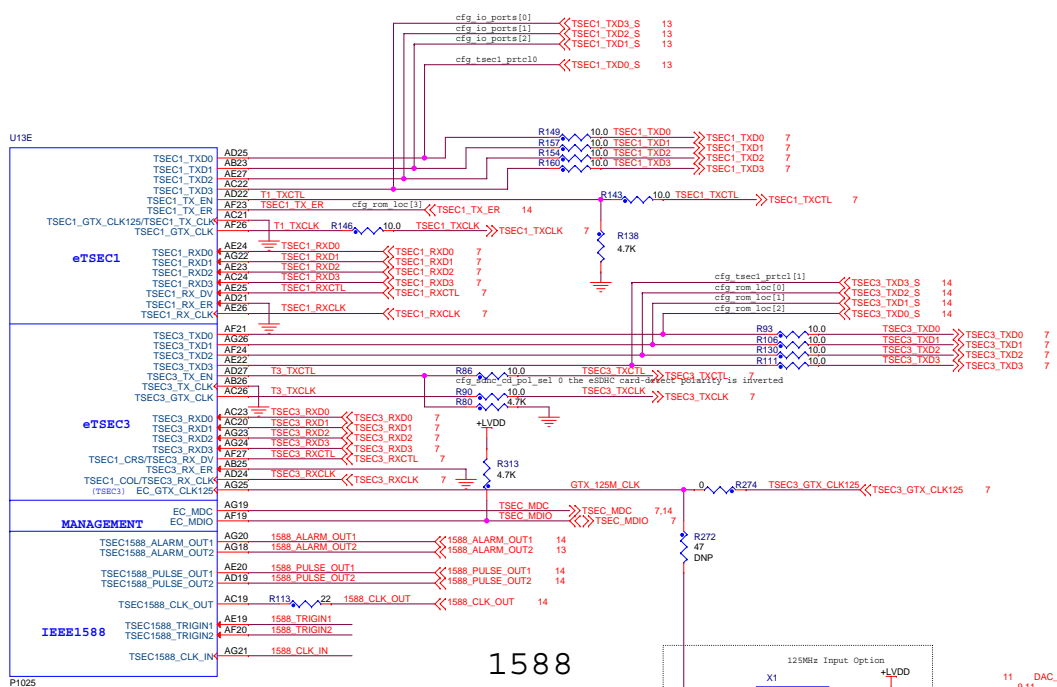 cfg_io_ports[0] TSEC1_TXD3_S 13
cfg_io_ports[1] TSEC1_TXD2_S 13
cfg_io_ports[2] TSEC1_TXD1_S 13
cfg_tsec1_prtcl0 TSEC1_TXD0_S 13
U13E
R149 10.0 TSEC1_TXD0 TSEC1_TXD0 7
R157 10.0 TSEC1_TXD1 TSEC1_TXD1 7
R154 10.0 TSEC1_TXD2 TSEC1_TXD2 7
R160 10.0 TSEC1_TXD3 TSEC1_TXD3 7
TSEC1_TXD0 AD25
TSEC1_TXD1 AB23
TSEC1_TXD2 AE27
TSEC1_TXD3 AC22
TSEC1_TX_EN AD22 T1_TXCTL R143 10.0 TSEC1_TXCTL TSEC1_TXCTL 7
TSEC1_TX_ER AF23 TSEC1_TX_ER cfg_rom_loc[3] TSEC1_TX_ER 14
TSEC1_GTX_CLK125/TSEC1_TX_CLK AC21
TSEC1_GTX_CLK AF26 T1_TXCLK R146 10.0 TSEC1_TXCLK TSEC1_TXCLK 7
R138
4.7K
eTSEC1
TSEC1_RXD0 AE24 TSEC1_RXD0 TSEC1_RXD0 7
TSEC1_RXD1 AG22 TSEC1_RXD1 TSEC1_RXD1 7
TSEC1_RXD2 AE23 TSEC1_RXD2 TSEC1_RXD2 7
TSEC1_RXD3 AC24 TSEC1_RXD3 TSEC1_RXD3 7
TSEC1_RX_DV AE25 TSEC1_RXCTL TSEC1_RXCTL 7
TSEC1_RX_ER AD21
TSEC1_RX_CLK AE26 TSEC1_RXCLK TSEC1_RXCLK 7
cfg_tsec1_prtcl[1] TSEC3_TXD3_S 14
cfg_rom_loc[0] TSEC3_TXD2_S 14
cfg_rom_loc[1] TSEC3_TXD1_S 14
cfg_rom_loc[2] TSEC3_TXD0_S 14
TSEC3_TXD0 AF21 R93 10.0 TSEC3_TXD0 TSEC3_TXD0 7
TSEC3_TXD1 AG26 R106 10.0 TSEC3_TXD1 TSEC3_TXD1 7
TSEC3_TXD2 AF24 R130 10.0 TSEC3_TXD2 TSEC3_TXD2 7
TSEC3_TXD3 AE22 R111 10.0 TSEC3_TXD3 TSEC3_TXD3 7
TSEC3_TX_EN AD27 T3_TXCTL R86 10.0 TSEC3_TXCTL TSEC3_TXCTL 7
cfg_sdhc_cd_pol_sel 0 the eSDHC card-detect polarity is inverted
TSEC3_TX_CLK AB26
TSEC3_GTX_CLK AC26 T3_TXCLK R90 10.0 TSEC3_TXCLK TSEC3_TXCLK 7
R80 4.7K
eTSEC3
TSEC3_RXD0 AC23 TSEC3_RXD0 TSEC3_RXD0 7
TSEC3_RXD1 AC20 TSEC3_RXD1 TSEC3_RXD1 7
TSEC3_RXD2 AG23 TSEC3_RXD2 TSEC3_RXD2 7
TSEC3_RXD3 AG24 TSEC3_RXD3 TSEC3_RXD3 7
TSEC1_CRS/TSEC3_RX_DV AF27 TSEC3_RXCTL TSEC3_RXCTL 7
TSEC3_RX_ER AB25
TSEC1_COL/TSEC3_RX_CLK AD24 TSEC3_RXCLK TSEC3_RXCLK 7
(TSEC3) EC_GTX_CLK125 AG25 GTX_125M_CLK 0 R274 TSEC3_GTX_CLK125 TSEC3_GTX_CLK125 7
+LVDD
R313
4.7K
EC_MDC AG19 TSEC_MDC TSEC_MDC 7,14
EC_MDIO AF19 TSEC_MDIO TSEC_MDIO 7
MANAGEMENT
R272
47
DNP
TSEC1588_ALARM_OUT1 AG20 1588_ALARM_OUT1 1588_ALARM_OUT1 14
TSEC1588_ALARM_OUT2 AG18 1588_ALARM_OUT2 1588_ALARM_OUT2 13
TSEC1588_PULSE_OUT1 AE20 1588_PULSE_OUT1 1588_PULSE_OUT1 14
TSEC1588_PULSE_OUT2 AD19 1588_PULSE_OUT2 1588_PULSE_OUT2 14
TSEC1588_CLK_OUT AC19 R113 22 1588_CLK_OUT 1588_CLK_OUT 14
IEEE1588
TSEC1588_TRIGIN1 AE19 1588_TRIGIN1
TSEC1588_TRIGIN2 AF20 1588_TRIGIN2
TSEC1588_CLK_IN AG21 1588_CLK_IN
P1025
1588
125MHz Input Option
X1
+LVDD
11 DAC_